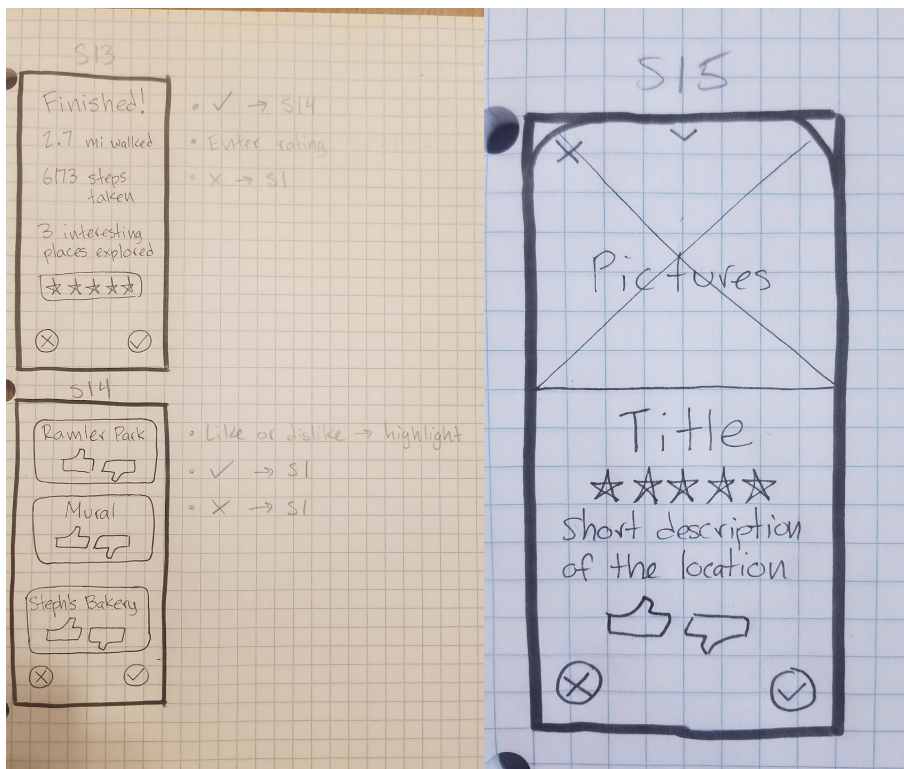 S13
Finished!
2.7 mi walked
6173 steps
taken
3 interesting
places explored
• ✓ → S14
• Enter rating
• X → S1
S14
Ramler Park
Mural
Steph's Bakery
• Like or dislike → highlight
• ✓ → S1
• X → S1
S15
Pictures
Title
short description
of the location